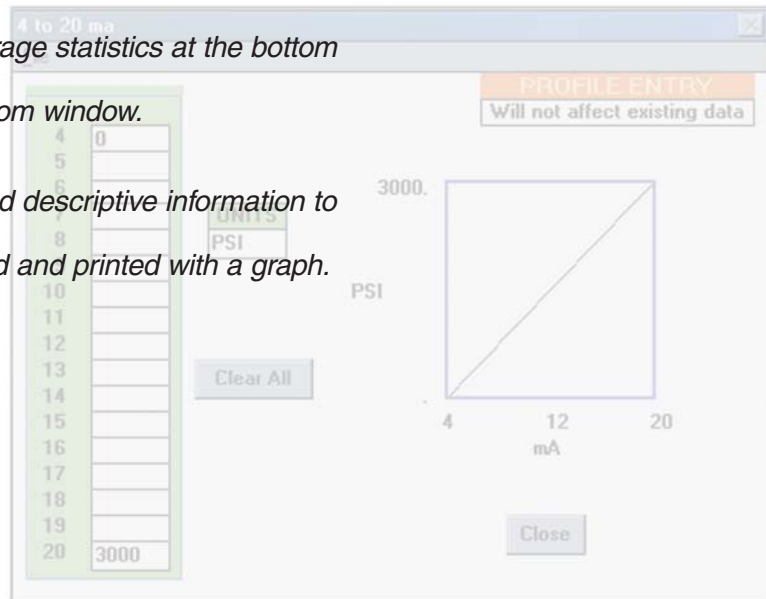 4 to 20 ma
rage statistics at the bottom
PROFILE ENTRY
Will not affect existing data
om window.
4 0
5
6
d descriptive information to
7
UNITS
8
PSI
d and printed with a graph.
10
11
12
13
14
15
16
17
18
19
20 3000
Clear All
3000.
PSI
.
4 12 20
mA
Close